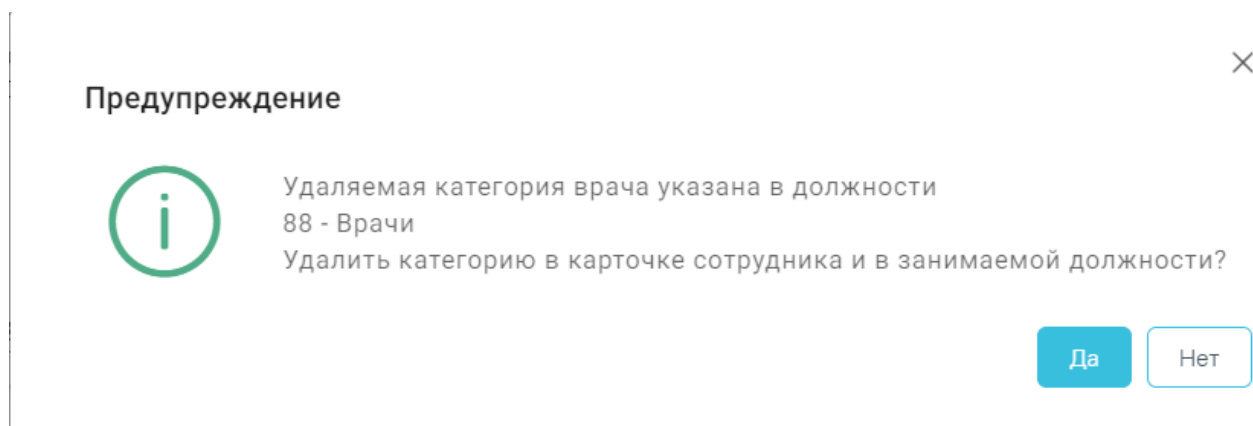 Предупреждение
Удаляемая категория врача указана в должности
88 - Врачи
Удалить категорию в карточке сотрудника и в занимаемой должности?
Да
Нет